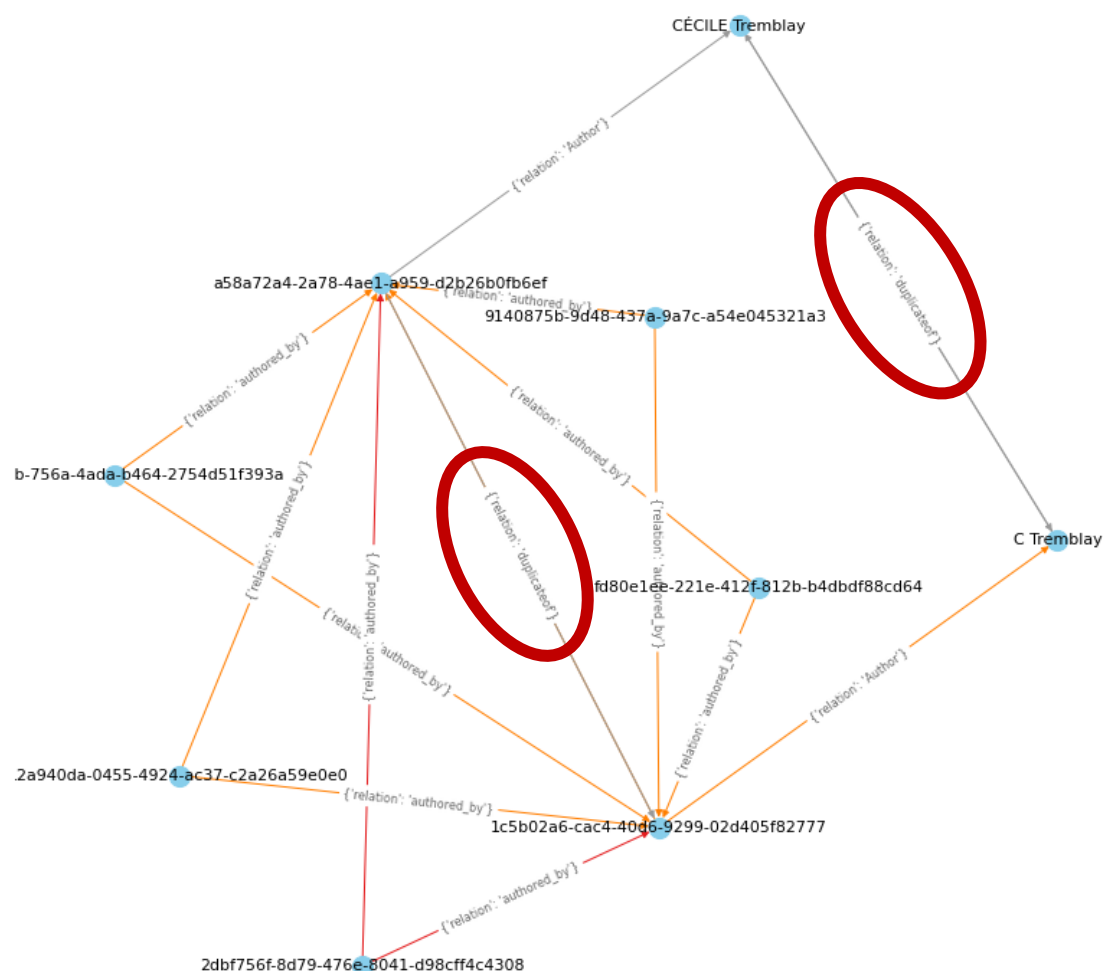 CÉCILE Tremblay
{'relation': 'Author'}
{'relation': 'duplicateof'}
a58a72a4-2a78-4ae1-a959-d2b26b0fb6ef
{'relation': 'authored_by'}
9140875b-9d48-437a-9a7c-a54e045321a3
{'relation': 'authored_by'}
{'relation': 'authored_by'}
b-756a-4ada-b464-2754d51f393a
{'relation': 'authored_by'}
{'relation': 'duplicateof'}
{'relation': 'authored_by'}
C Tremblay
fd80e1ee-221e-412f-812b-b4dbdf88cd64
{'relation': 'authored_by'}
{'relation': 'authored_by'}
{'relation': 'authored_by'}
{'relation': 'Author'}
.2a940da-0455-4924-ac37-c2a26a59e0e0
{'relation': 'authored_by'}
1c5b02a6-cac4-40d6-9299-02d405f82777
{'relation': 'authored_by'}
2dbf756f-8d79-476e-8041-d98cff4c4308